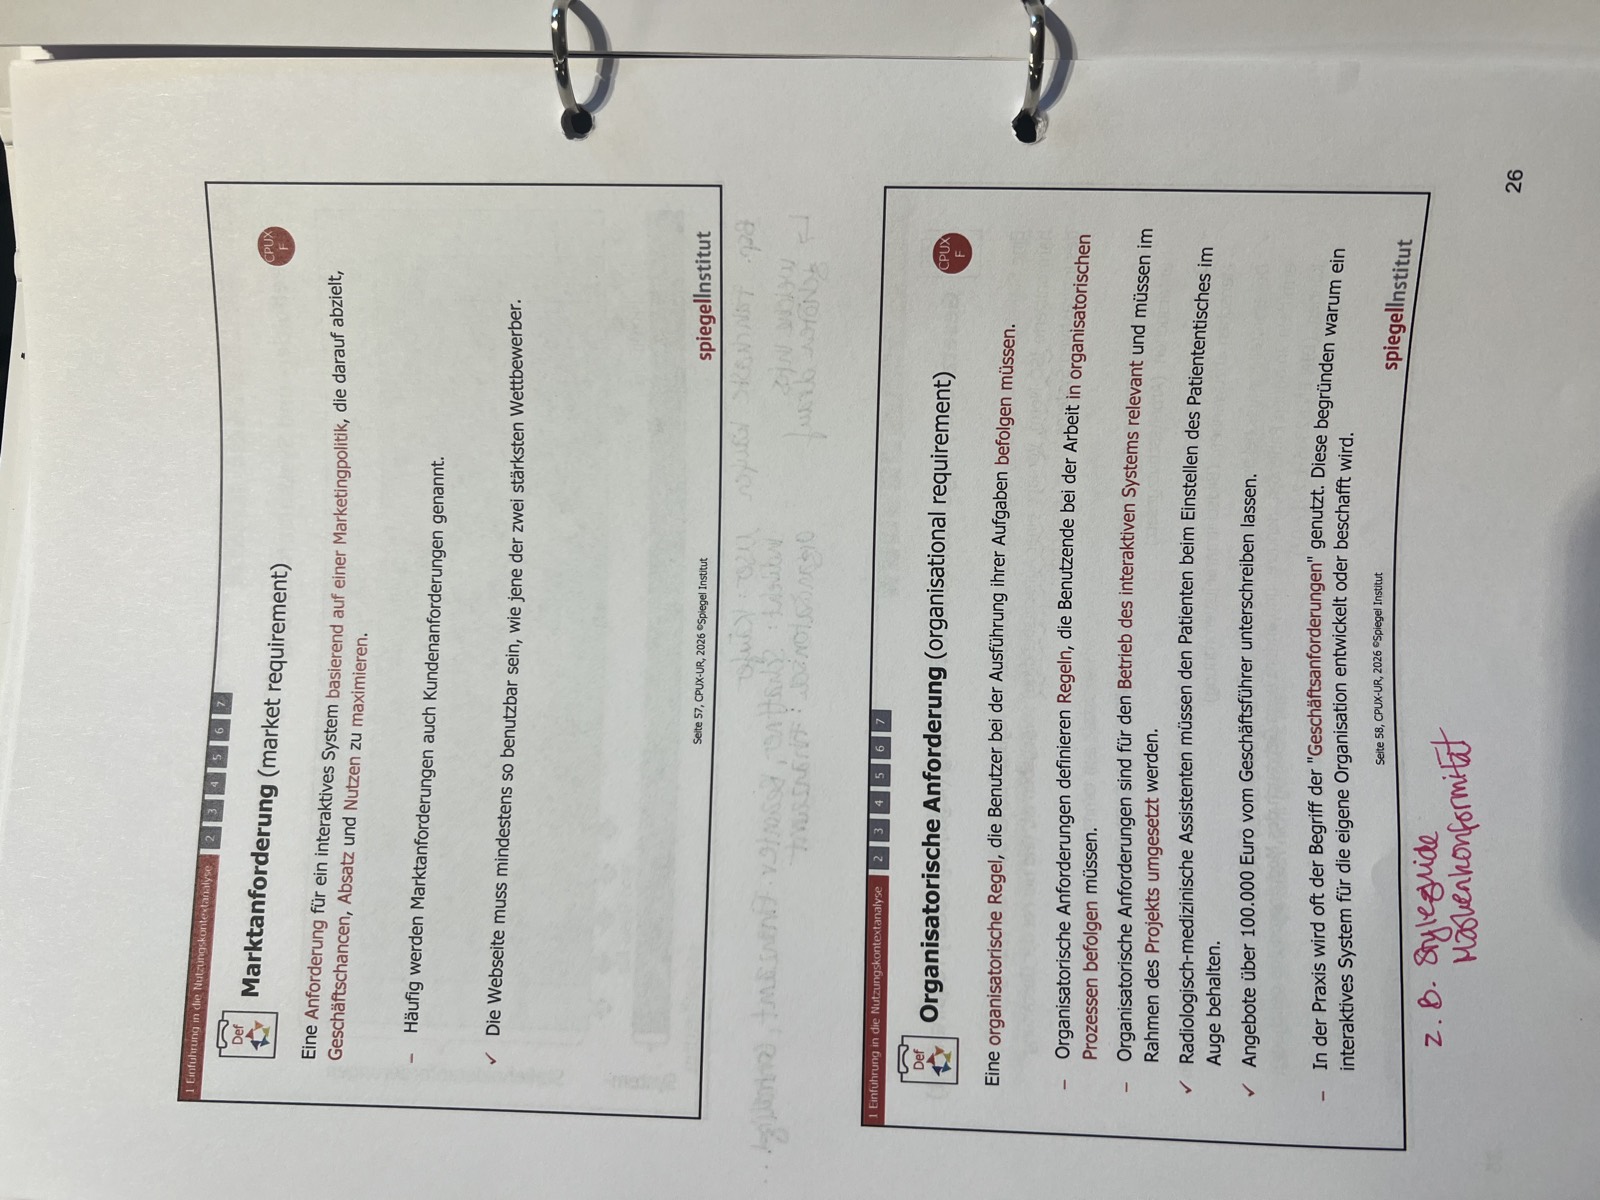 1 Einführung in die Nutzungskontextanalyse 2 3 4 5 6 7
Def
Marktanforderung (market requirement)
CPUX
F
Eine Anforderung für ein interaktives System basierend auf einer Marketingpolitik, die darauf abzielt,
Geschäftschancen, Absatz und Nutzen zu maximieren.
– Häufig werden Marktanforderungen auch Kundenanforderungen genannt.
✓ Die Webseite muss mindestens so benutzbar sein, wie jene der zwei stärksten Wettbewerber.
Seite 57, CPUX-UR, 2026 ©Spiegel Institut
spiegelInstitut
1 Einführung in die Nutzungskontextanalyse 2 3 4 5 6 7
Def
Organisatorische Anforderung (organisational requirement)
CPUX
F
Eine organisatorische Regel, die Benutzer bei der Ausführung ihrer Aufgaben befolgen müssen.
– Organisatorische Anforderungen definieren Regeln, die Benutzende bei der Arbeit in organisatorischen
Prozessen befolgen müssen.
– Organisatorische Anforderungen sind für den Betrieb des interaktiven Systems relevant und müssen im
Rahmen des Projekts umgesetzt werden.
✓ Radiologisch-medizinische Assistenten müssen den Patienten beim Einstellen des Patiententisches im
Auge behalten.
✓ Angebote über 100.000 Euro vom Geschäftsführer unterschreiben lassen.
– In der Praxis wird oft der Begriff der "Geschäftsanforderungen" genutzt. Diese begründen warum ein
interaktives System für die eigene Organisation entwickelt oder beschafft wird.
Seite 58, CPUX-UR, 2026 ©Spiegel Institut
spiegelInstitut
z. B. Styleguide
26